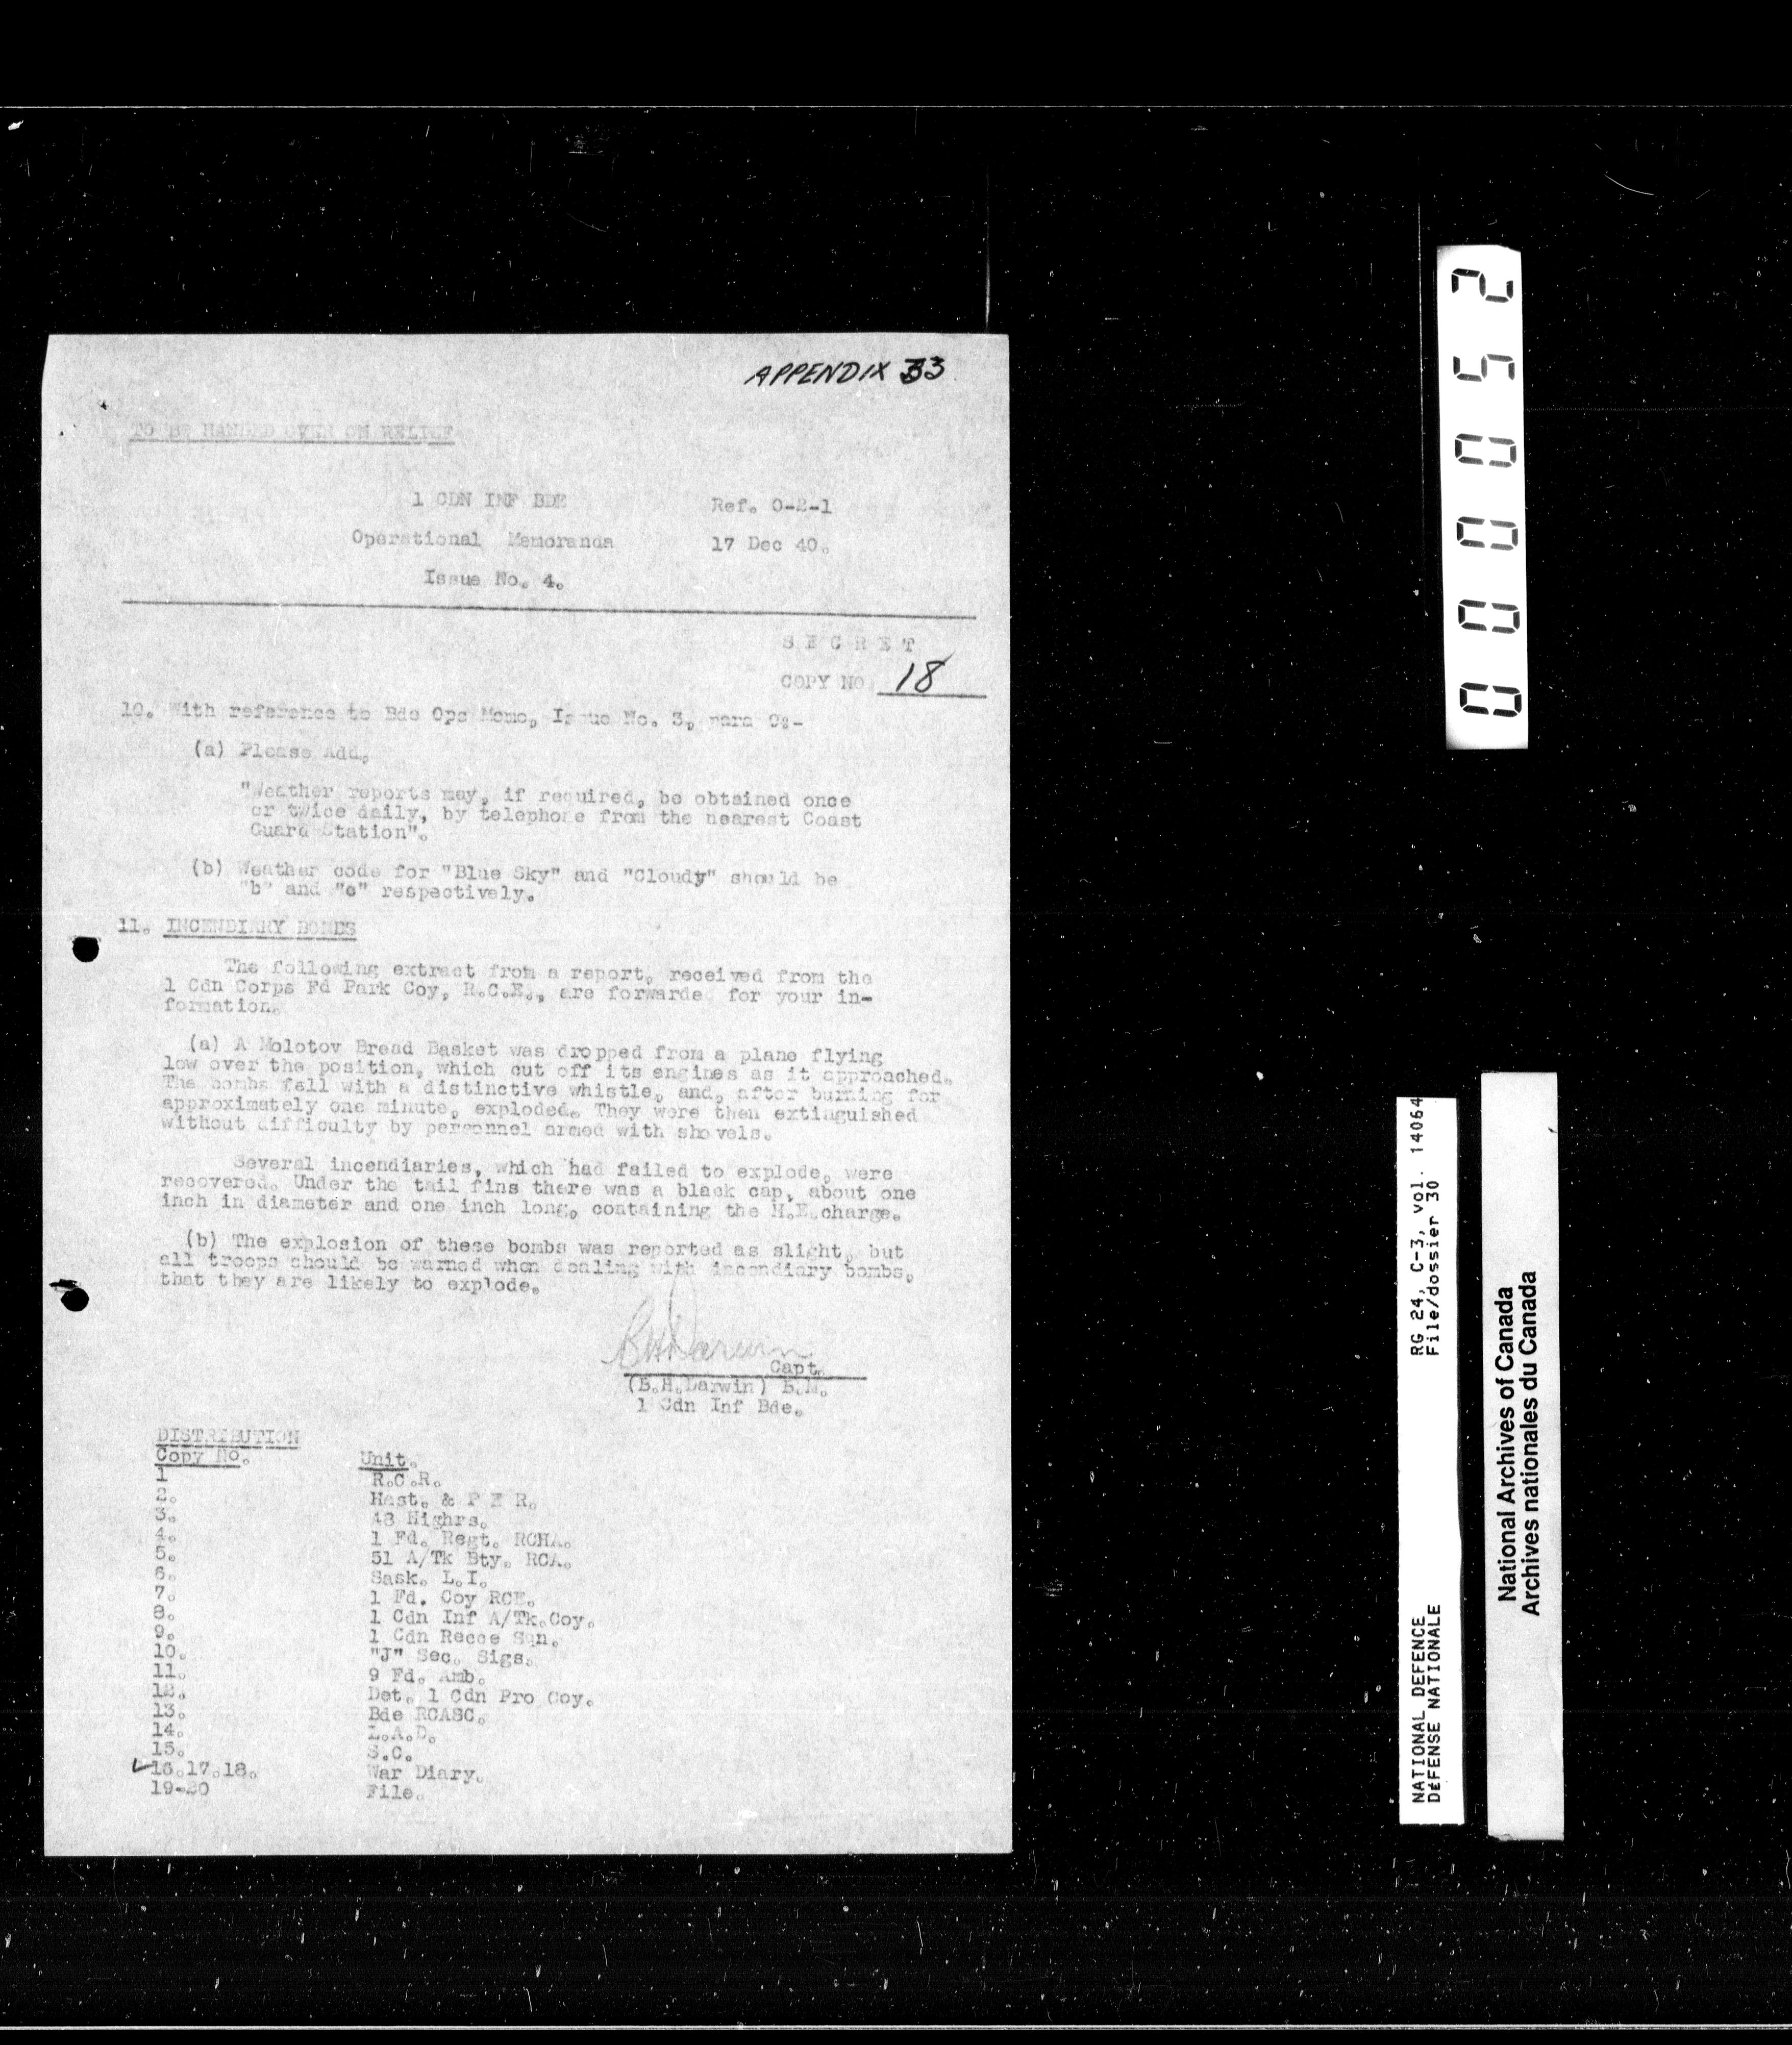 APPENDIX 33
TO BE HANDED OVER ON RELIEF
1 CDN INF BDE
Ref. O-2-1
Operational Memoranda
17 Dec 40.
Issue No. 4.
S E C R E T
COPY NO 18
10. With reference to Bde Ops Memo, Issue No. 3, para 9:-
(a) Please Add,
"Weather reports may, if required, be obtained once
or twice daily, by telephone from the nearest Coast
Guard Station".
(b) Weather code for "Blue Sky" and "Cloudy" should be
"b" and "c" respectively.
11. INCENDIARY BOMBS
The following extract from a report, received from the
1 Cdn Corps Fd Park Coy, R.C.E., are forwarded for your in-
formation.
(a) A Molotov Bread Basket was dropped from a plane flying
low over the position, which cut off its engines as it approached.
The bombs fell with a distinctive whistle, and, after burning for
approximately one minute, exploded. They were then extinguished
without difficulty by personnel armed with shovels.
Several incendiaries, which had failed to explode, were
recovered. Under the tail fins there was a black cap, about one
inch in diameter and one inch long, containing the H.E.charge.
(b) The explosion of these bombs was reported as slight, but
all troops should be warned when dealing with incendiary bombs,
that they are likely to explode.
BHDarwin
Capt.
(B.H.Darwin) B.M.
1 Cdn Inf Bde.
DISTRIBUTION
Copy No. Unit.
1 R.C.R.
2. Hast. & P E R.
3. 48 Highrs.
4. 1 Fd. Regt. RCHA.
5. 51 A/Tk Bty. RCA.
6. Sask. L.I.
7. 1 Fd. Coy RCE.
8. 1 Cdn Inf A/Tk.Coy.
9. 1 Cdn Recce Sqn.
10. "J" Sec. Sigs.
11. 9 Fd. Amb.
12. Det. 1 Cdn Pro Coy.
13. Bde RCASC.
14. L.A.D.
15. S.C.
16.17.18. War Diary.
19-20 File.
000052
RG 24, C-3, vol. 14064
File/dossier 30
NATIONAL DEFENCE
DéFENSE NATIONALE
National Archives of Canada
Archives nationales du Canada